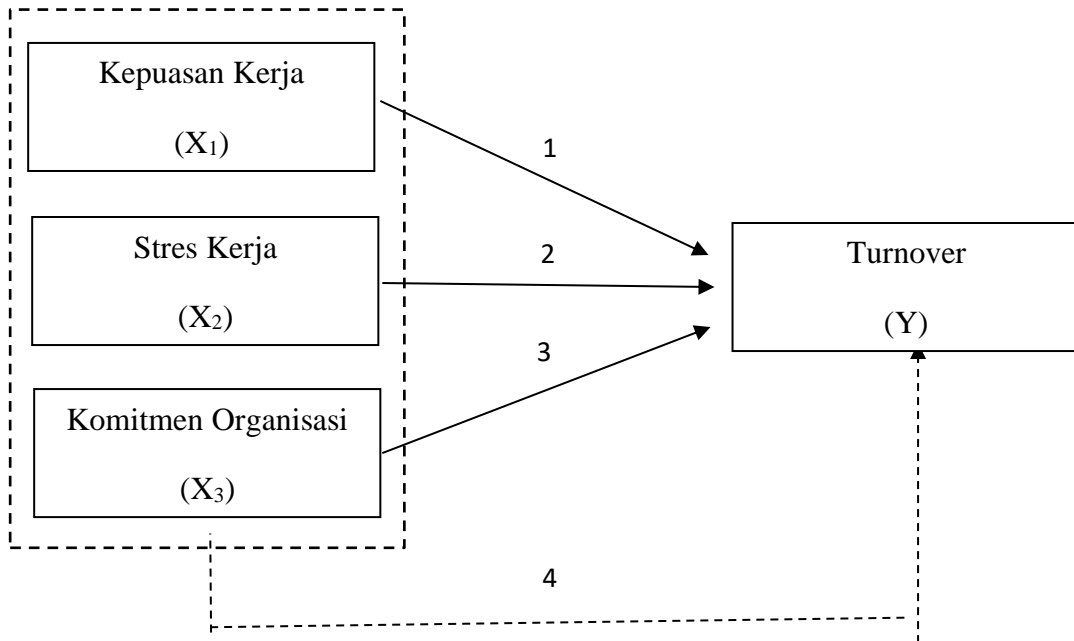 Kepuasan Kerja
(X₁)
1
Stres Kerja
(X₂)
2
Turnover
(Y)
3
Komitmen Organisasi
(X₃)
4